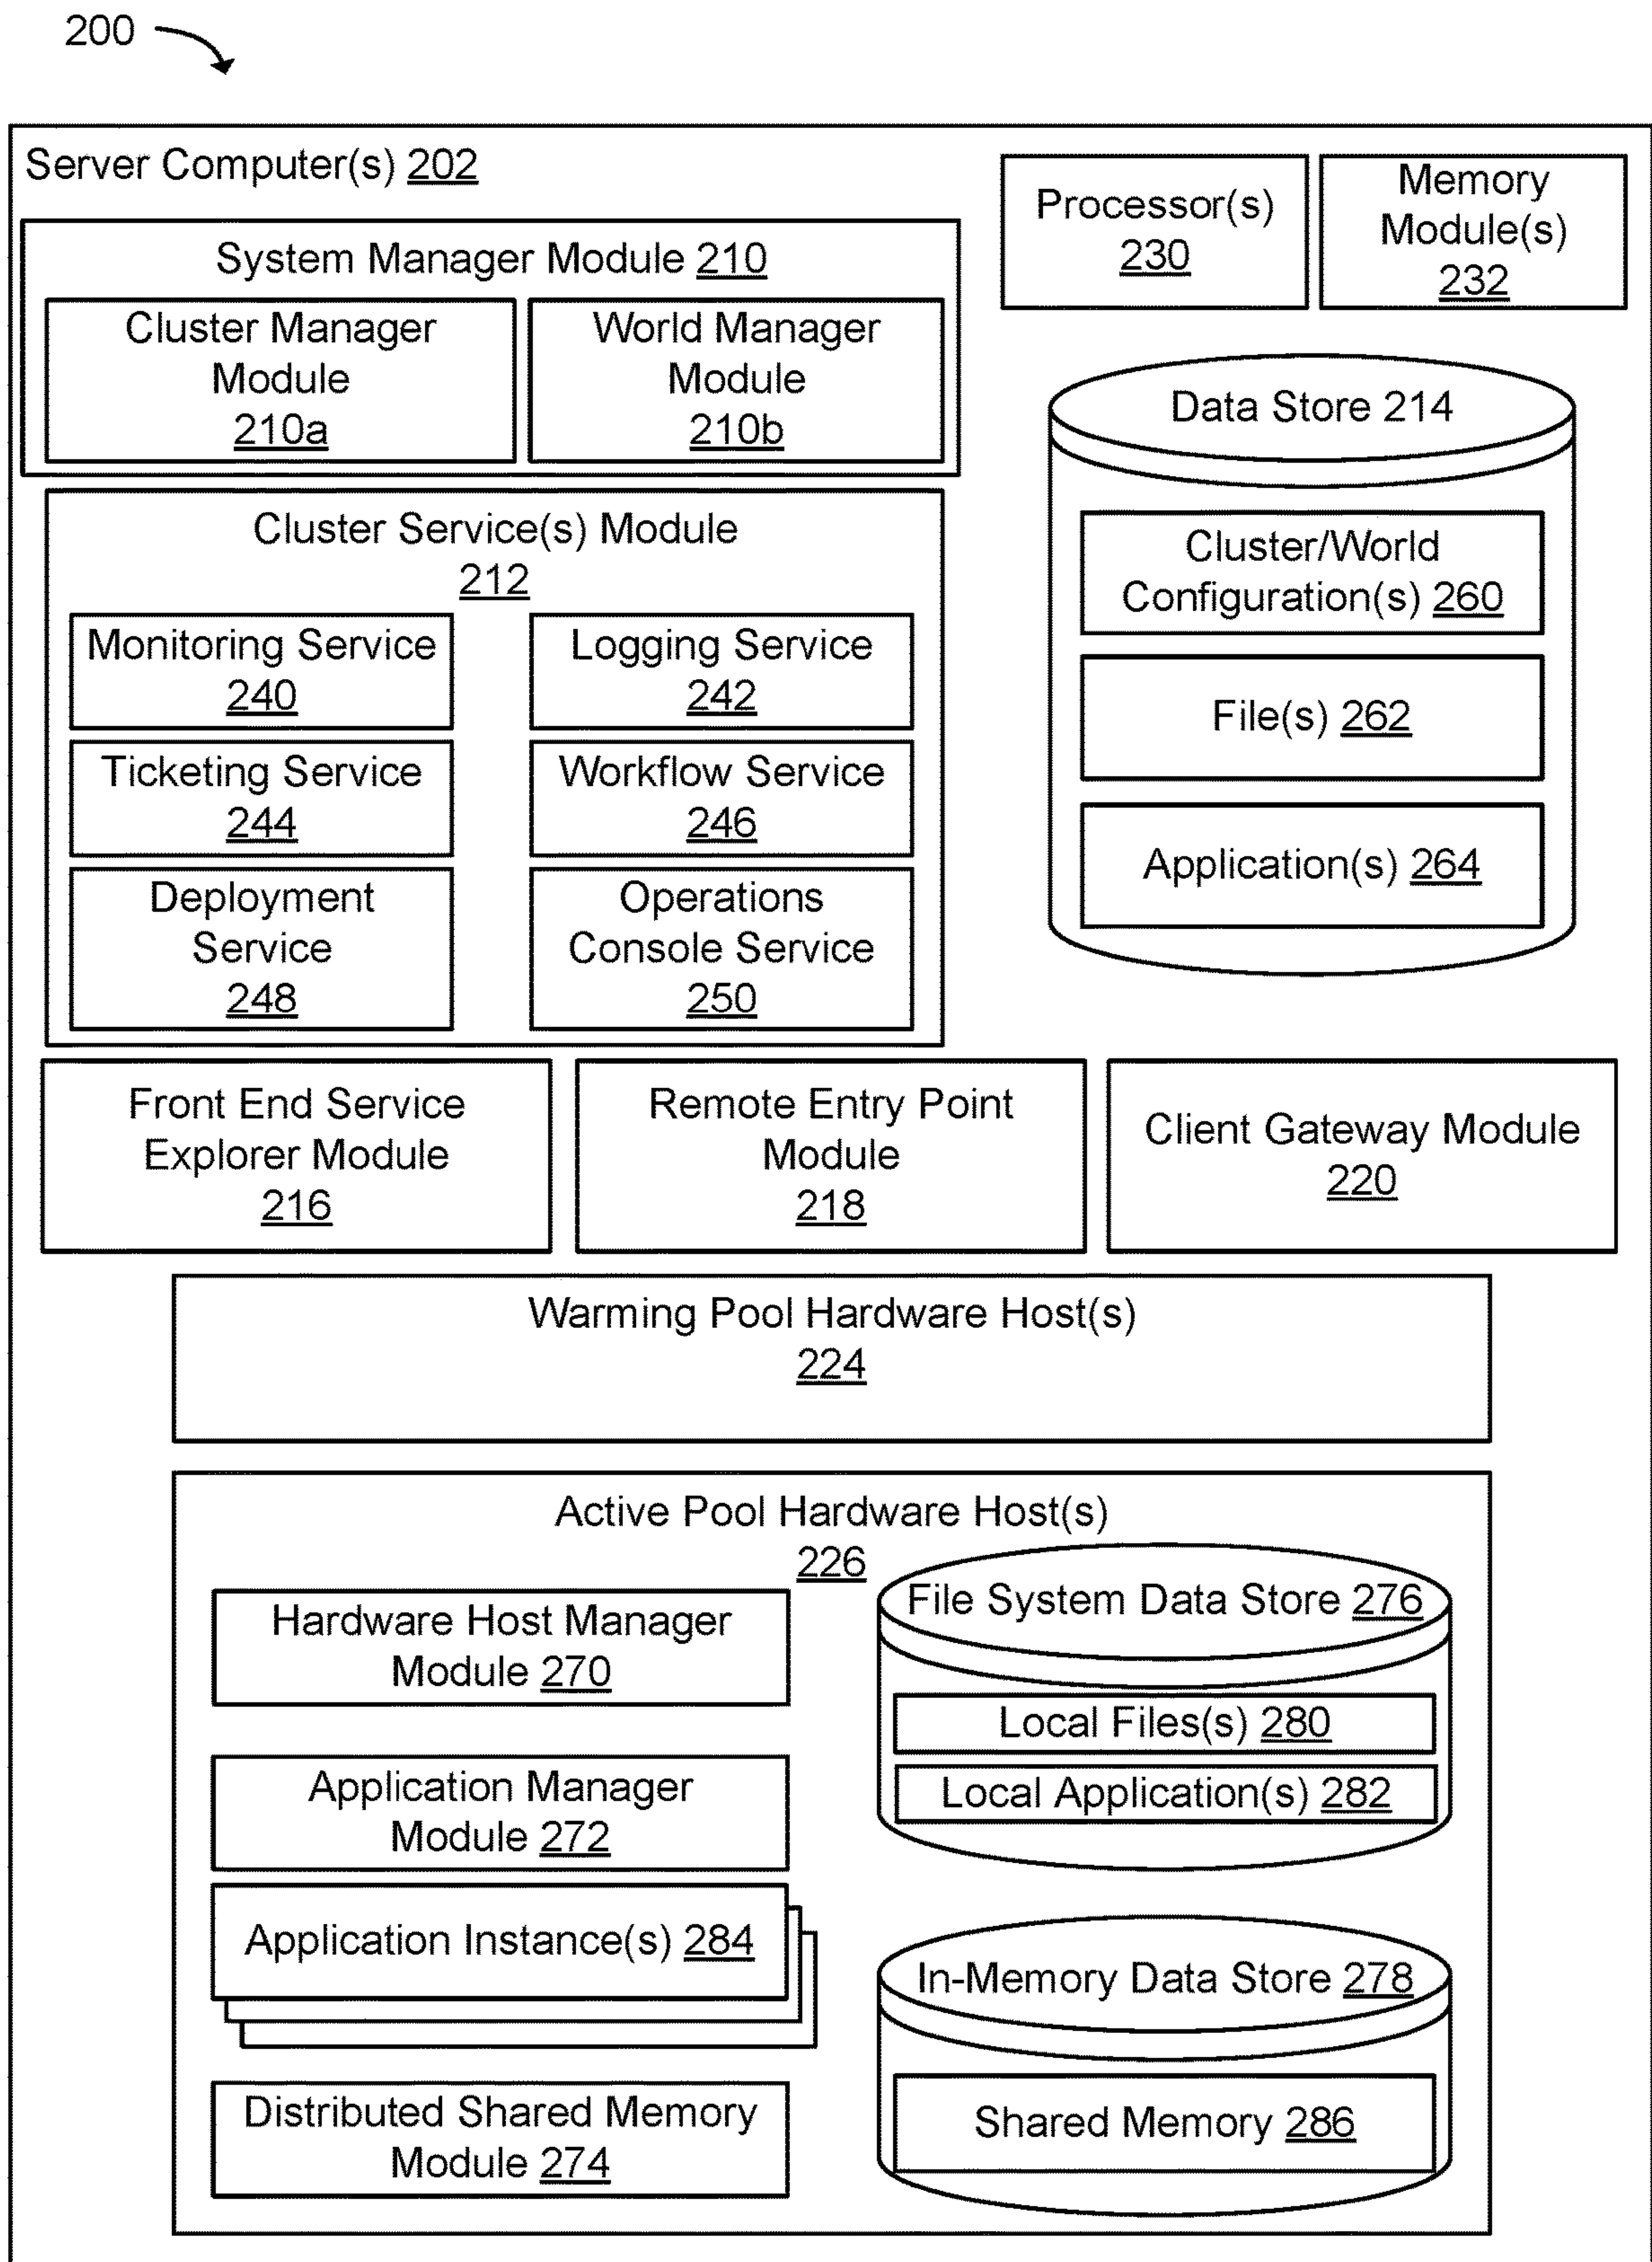 200
Server Computer(s) 202
Processor(s)
230
Memory
Module(s)
232
System Manager Module 210
Cluster Manager
Module
210a
World Manager
Module
210b
Data Store 214
Cluster/World
Configuration(s) 260
File(s) 262
Application(s) 264
Cluster Service(s) Module
212
Monitoring Service
240
Logging Service
242
Ticketing Service
244
Workflow Service
246
Deployment
Service
248
Operations
Console Service
250
Front End Service
Explorer Module
216
Remote Entry Point
Module
218
Client Gateway Module
220
Warming Pool Hardware Host(s)
224
Active Pool Hardware Host(s)
226
Hardware Host Manager
Module 270
File System Data Store 276
Local Files(s) 280
Local Application(s) 282
Application Manager
Module 272
Application Instance(s) 284
In-Memory Data Store 278
Shared Memory 286
Distributed Shared Memory
Module 274